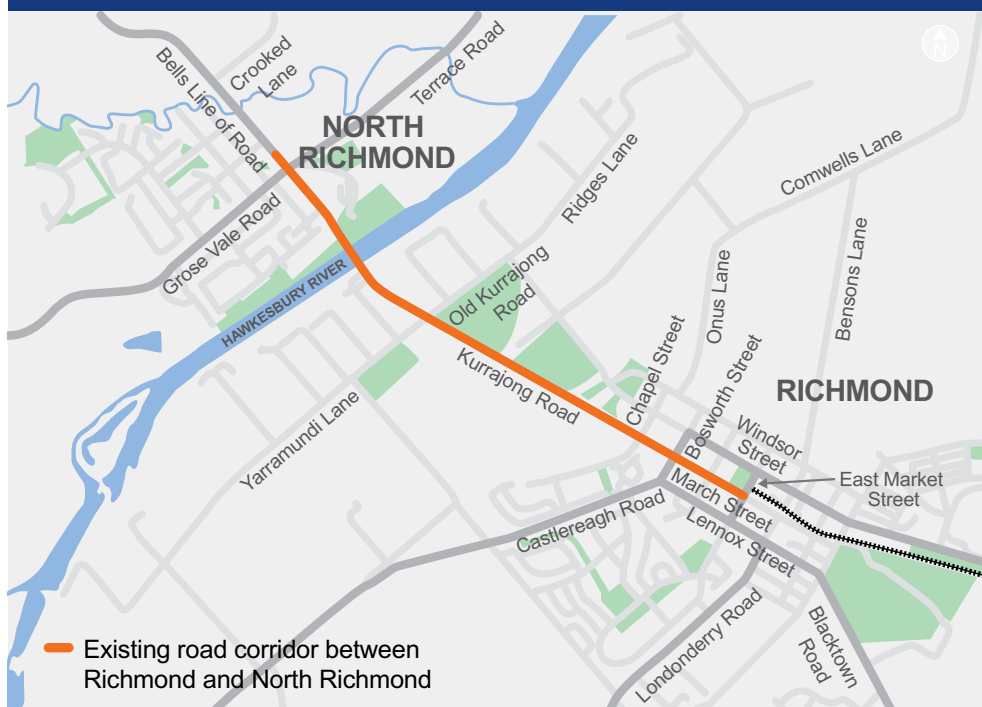 N
Crooked
Lane
Terrace Road
Bells Line of Road
NORTH
RICHMOND
Ridges Lane
Comwells Lane
Grose Vale Road
HAWKESBURY RIVER
Old Kurrajong
Road
Onus Lane
Bensons Lane
Kurrajong Road
Chapel Street
Bosworth Street
RICHMOND
Yarramundi Lane
Windsor
Street
East Market
Street
March Street
Castlereagh Road
Lennox Street
Londonderry Road
Blacktown
Road
Existing road corridor between
Richmond and North Richmond